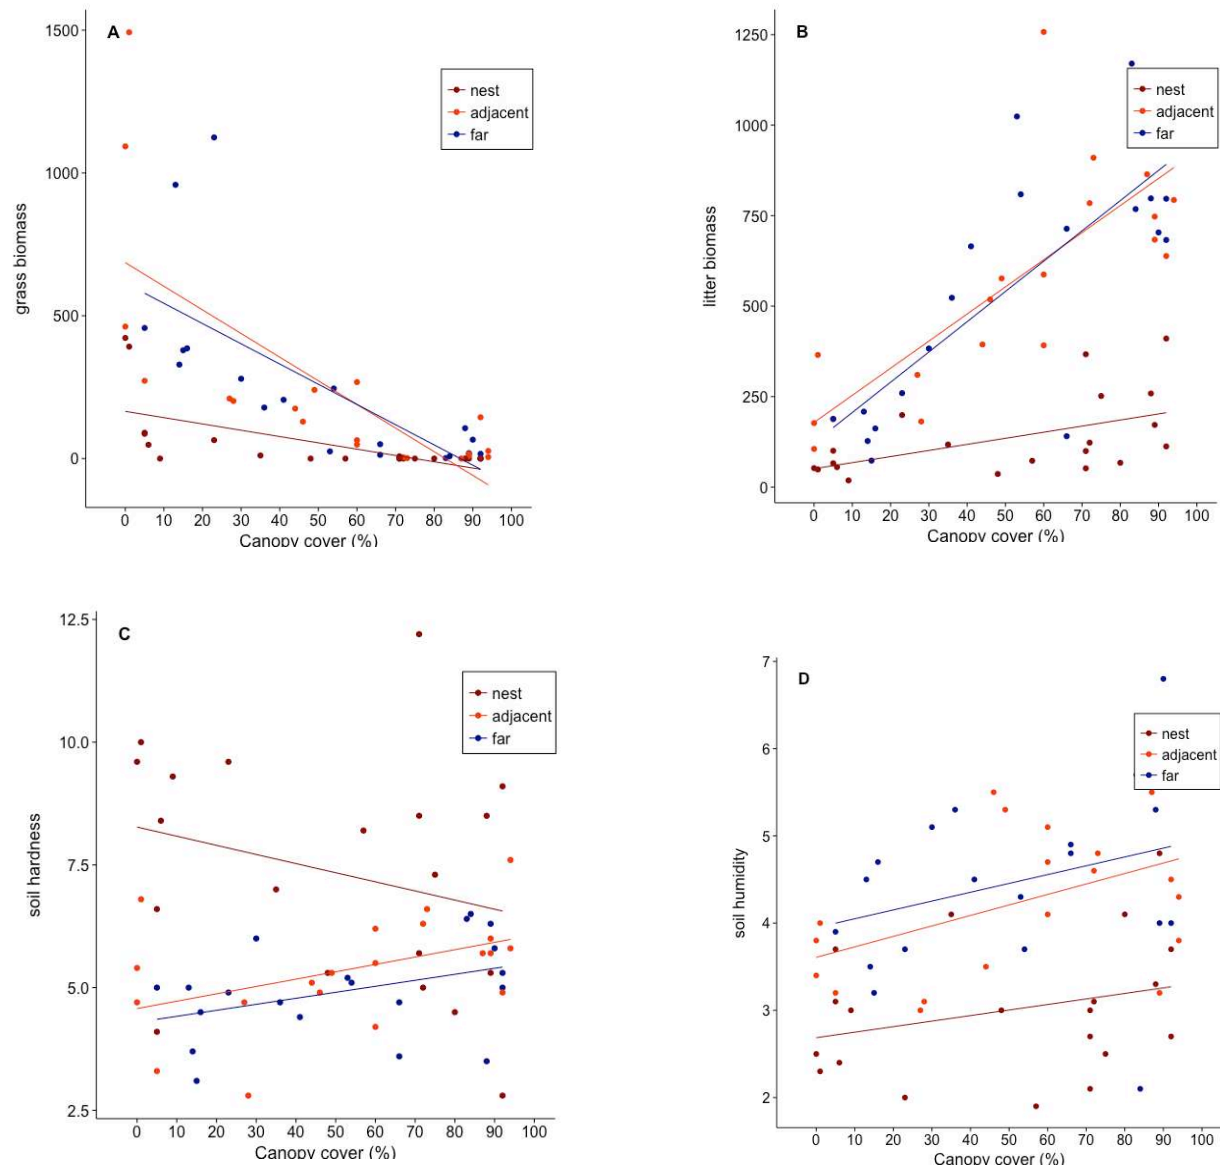 A
1500
1000
500
0
grass biomass
nest
adjacent
far
0 10 20 30 40 50 60 70 80 90 100
Canopy cover (%)
B
1250
1000
750
500
250
0
litter biomass
nest
adjacent
far
0 10 20 30 40 50 60 70 80 90 100
Canopy cover (%)
C
12.5
10.0
7.5
5.0
2.5
soil hardness
nest
adjacent
far
0 10 20 30 40 50 60 70 80 90 100
Canopy cover (%)
D
7
6
5
4
3
2
soil humidity
nest
adjacent
far
0 10 20 30 40 50 60 70 80 90 100
Canopy cover (%)